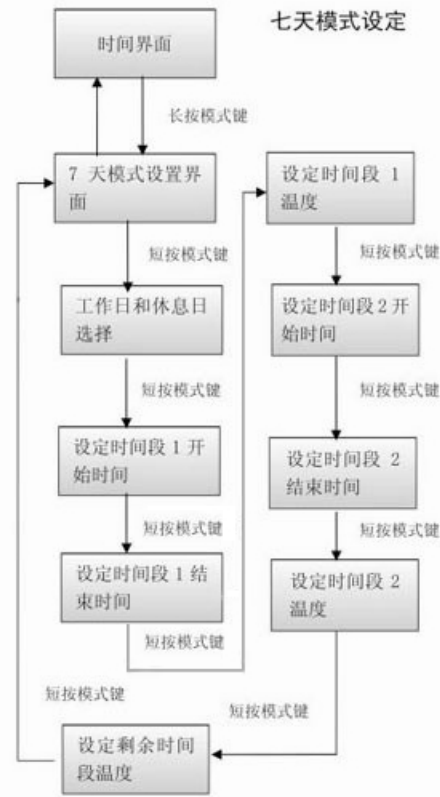 七天模式设定
时间界面
长按模式键
7 天模式设置界
面
短按模式键
工作日和休息日
选择
短按模式键
设定时间段 1 开
始时间
短按模式键
设定时间段 1 结
束时间
短按模式键
设定时间段 1
温度
短按模式键
设定时间段 2 开
始时间
短按模式键
设定时间段 2
结束时间
短按模式键
设定时间段 2
温度
短按模式键
设定剩余时间
段温度
短按模式键